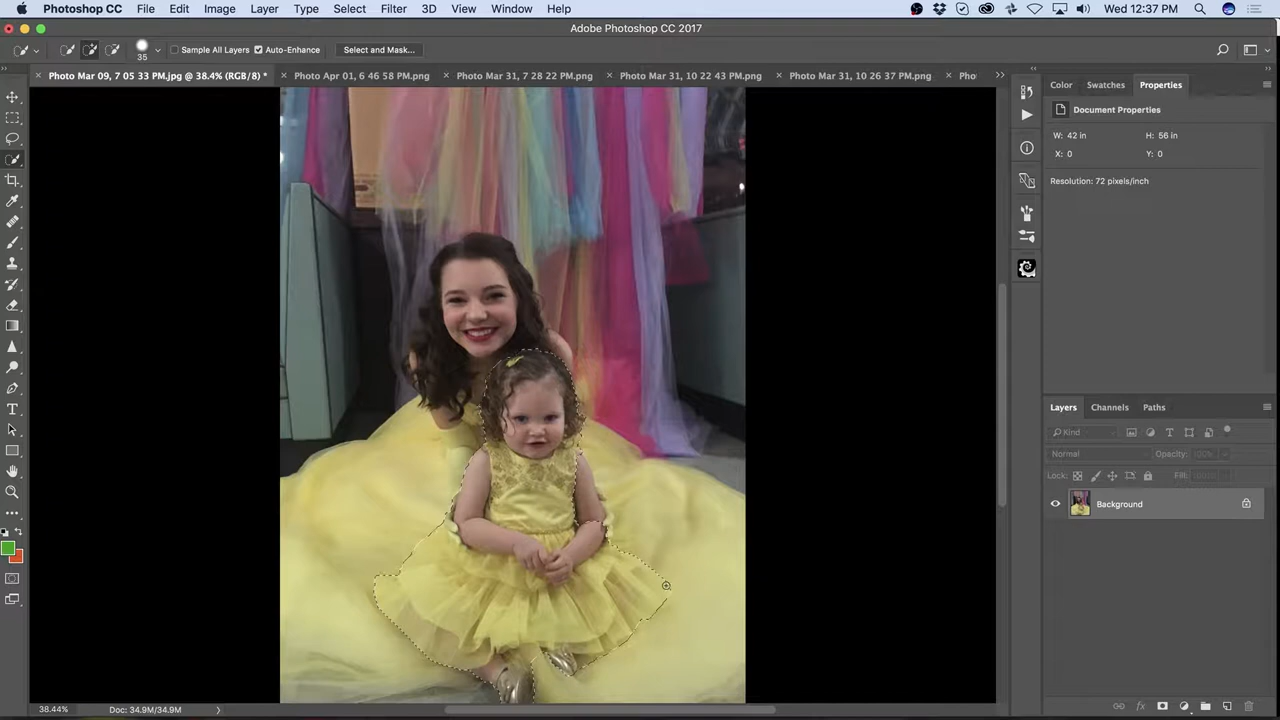 Photoshop CC File Edit Image Layer Type Select Filter 3D View Window Help Wed 12:37 PM
Adobe Photoshop CC 2017
35 Sample All Layers Auto-Enhance Select and Mask...
Photo Mar 09, 7 05 33 PM.jpg @ 38.4% (RGB/8) * Photo Apr 01, 6 46 58 PM.png Photo Mar 31, 7 28 22 PM.png Photo Mar 31, 10 22 43 PM.png Photo Mar 31, 10 26 37 PM.png Pho
Color Swatches Properties
Document Properties
W: 42 in H: 56 in
X: 0 Y: 0
Resolution: 72 pixels/inch
Layers Channels Paths
Kind
Normal Opacity: 100%
Lock: Fill:
Background
38.44% Doc: 34.9M/34.9M